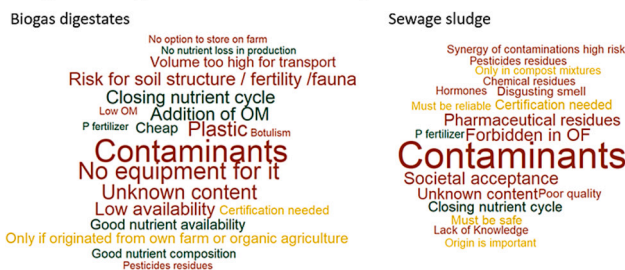 Biogas digestates
No option to store on farm
No nutrient loss in production
Volume too high for transport
Risk for soil structure / fertility /fauna
Closing nutrient cycle
Low OM Addition of OM
P fertilizer Cheap Plastic Botulism
Contaminants
No equipment for it
Unknown content
Low availability Certification needed
Good nutrient availability
Only if originated from own farm or organic agriculture
Good nutrient composition
Pesticides residues
Sewage sludge
Synergy of contaminations high risk
Pesticides residues
Only in compost mixtures
Chemical residues
Hormones Disgusting smell
Must be reliable Certification needed
Pharmaceutical residues
P fertilizer Forbidden in OF
Contaminants
Societal acceptance
Unknown content Poor quality
Closing nutrient cycle
Must be safe
Lack of Knowledge
Origin is important